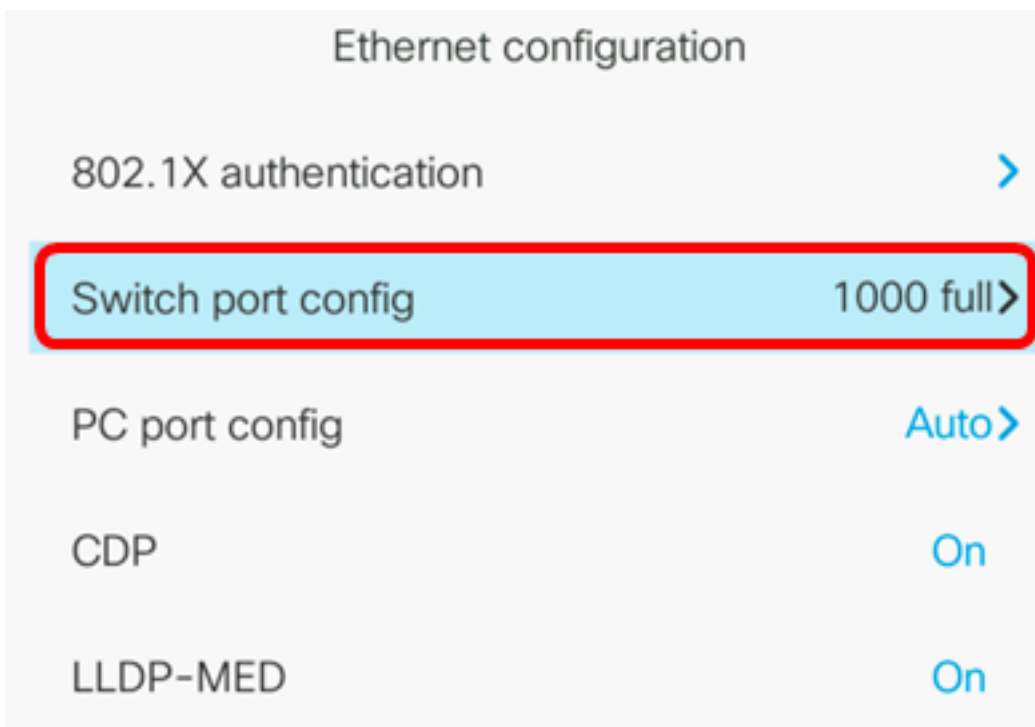 Ethernet configuration
802.1X authentication
Switch port config 1000 full
PC port config Auto
CDP On
LLDP-MED On